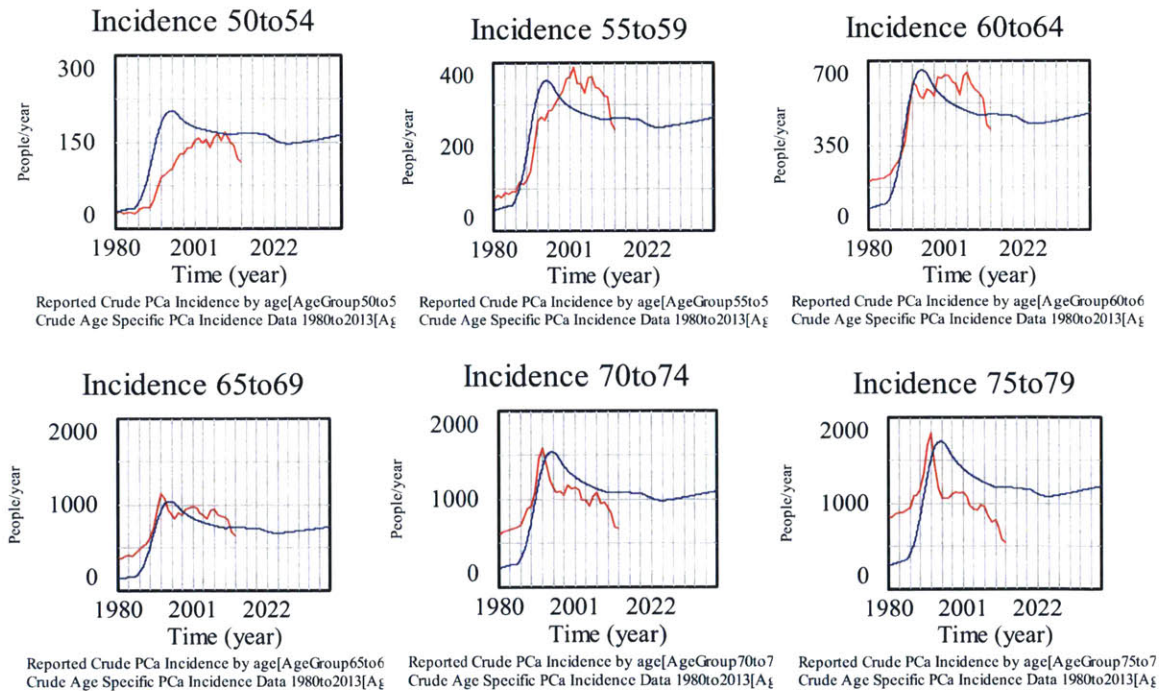 Incidence 50to54
300
150
0
People/year
1980 2001 2022
Time (year)
Reported Crude PCa Incidence by age[AgeGroup50to5
Crude Age Specific PCa Incidence Data 1980to2013[Ag
Incidence 55to59
400
200
0
People/year
1980 2001 2022
Time (year)
Reported Crude PCa Incidence by age[AgeGroup55to5
Crude Age Specific PCa Incidence Data 1980to2013[Ag
Incidence 60to64
700
350
0
People/year
1980 2001 2022
Time (year)
Reported Crude PCa Incidence by age[AgeGroup60to6
Crude Age Specific PCa Incidence Data 1980to2013[Ag
Incidence 65to69
2000
1000
0
People/year
1980 2001 2022
Time (year)
Reported Crude PCa Incidence by age[AgeGroup65to6
Crude Age Specific PCa Incidence Data 1980to2013[Ag
Incidence 70to74
2000
1000
0
People/year
1980 2001 2022
Time (year)
Reported Crude PCa Incidence by age[AgeGroup70to7
Crude Age Specific PCa Incidence Data 1980to2013[Ag
Incidence 75to79
2000
1000
0
People/year
1980 2001 2022
Time (year)
Reported Crude PCa Incidence by age[AgeGroup75to7
Crude Age Specific PCa Incidence Data 1980to2013[Ag